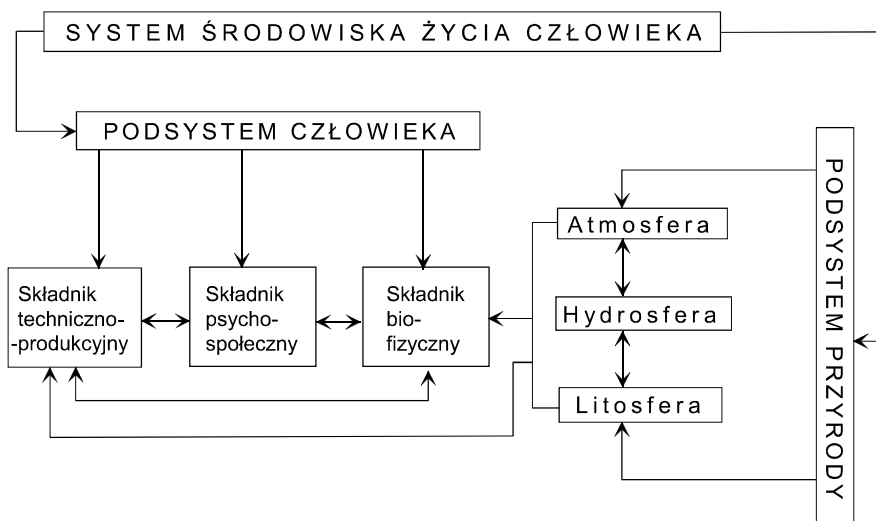 SYSTEM ŚRODOWISKA ŻYCIA CZŁOWIEKA
PODSYSTEM CZŁOWIEKA
Składnik
techniczno-
-produkcyjny
Składnik
psycho-
społeczny
Składnik
bio-
fizyczny
Atmosfera
Hydrosfera
Litosfera
PODSYSTEM PRZYRODY